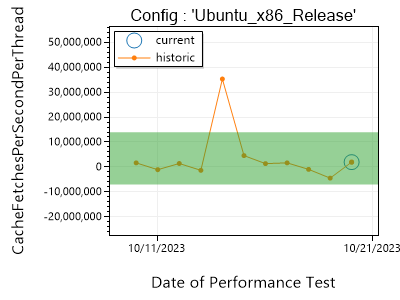 Config : 'Ubuntu_x86_Release'
current
historic
CacheFetchesPerSecondPerThread
50,000,000
40,000,000
30,000,000
20,000,000
10,000,000
0
-10,000,000
-20,000,000
10/11/2023
10/21/2023
Date of Performance Test